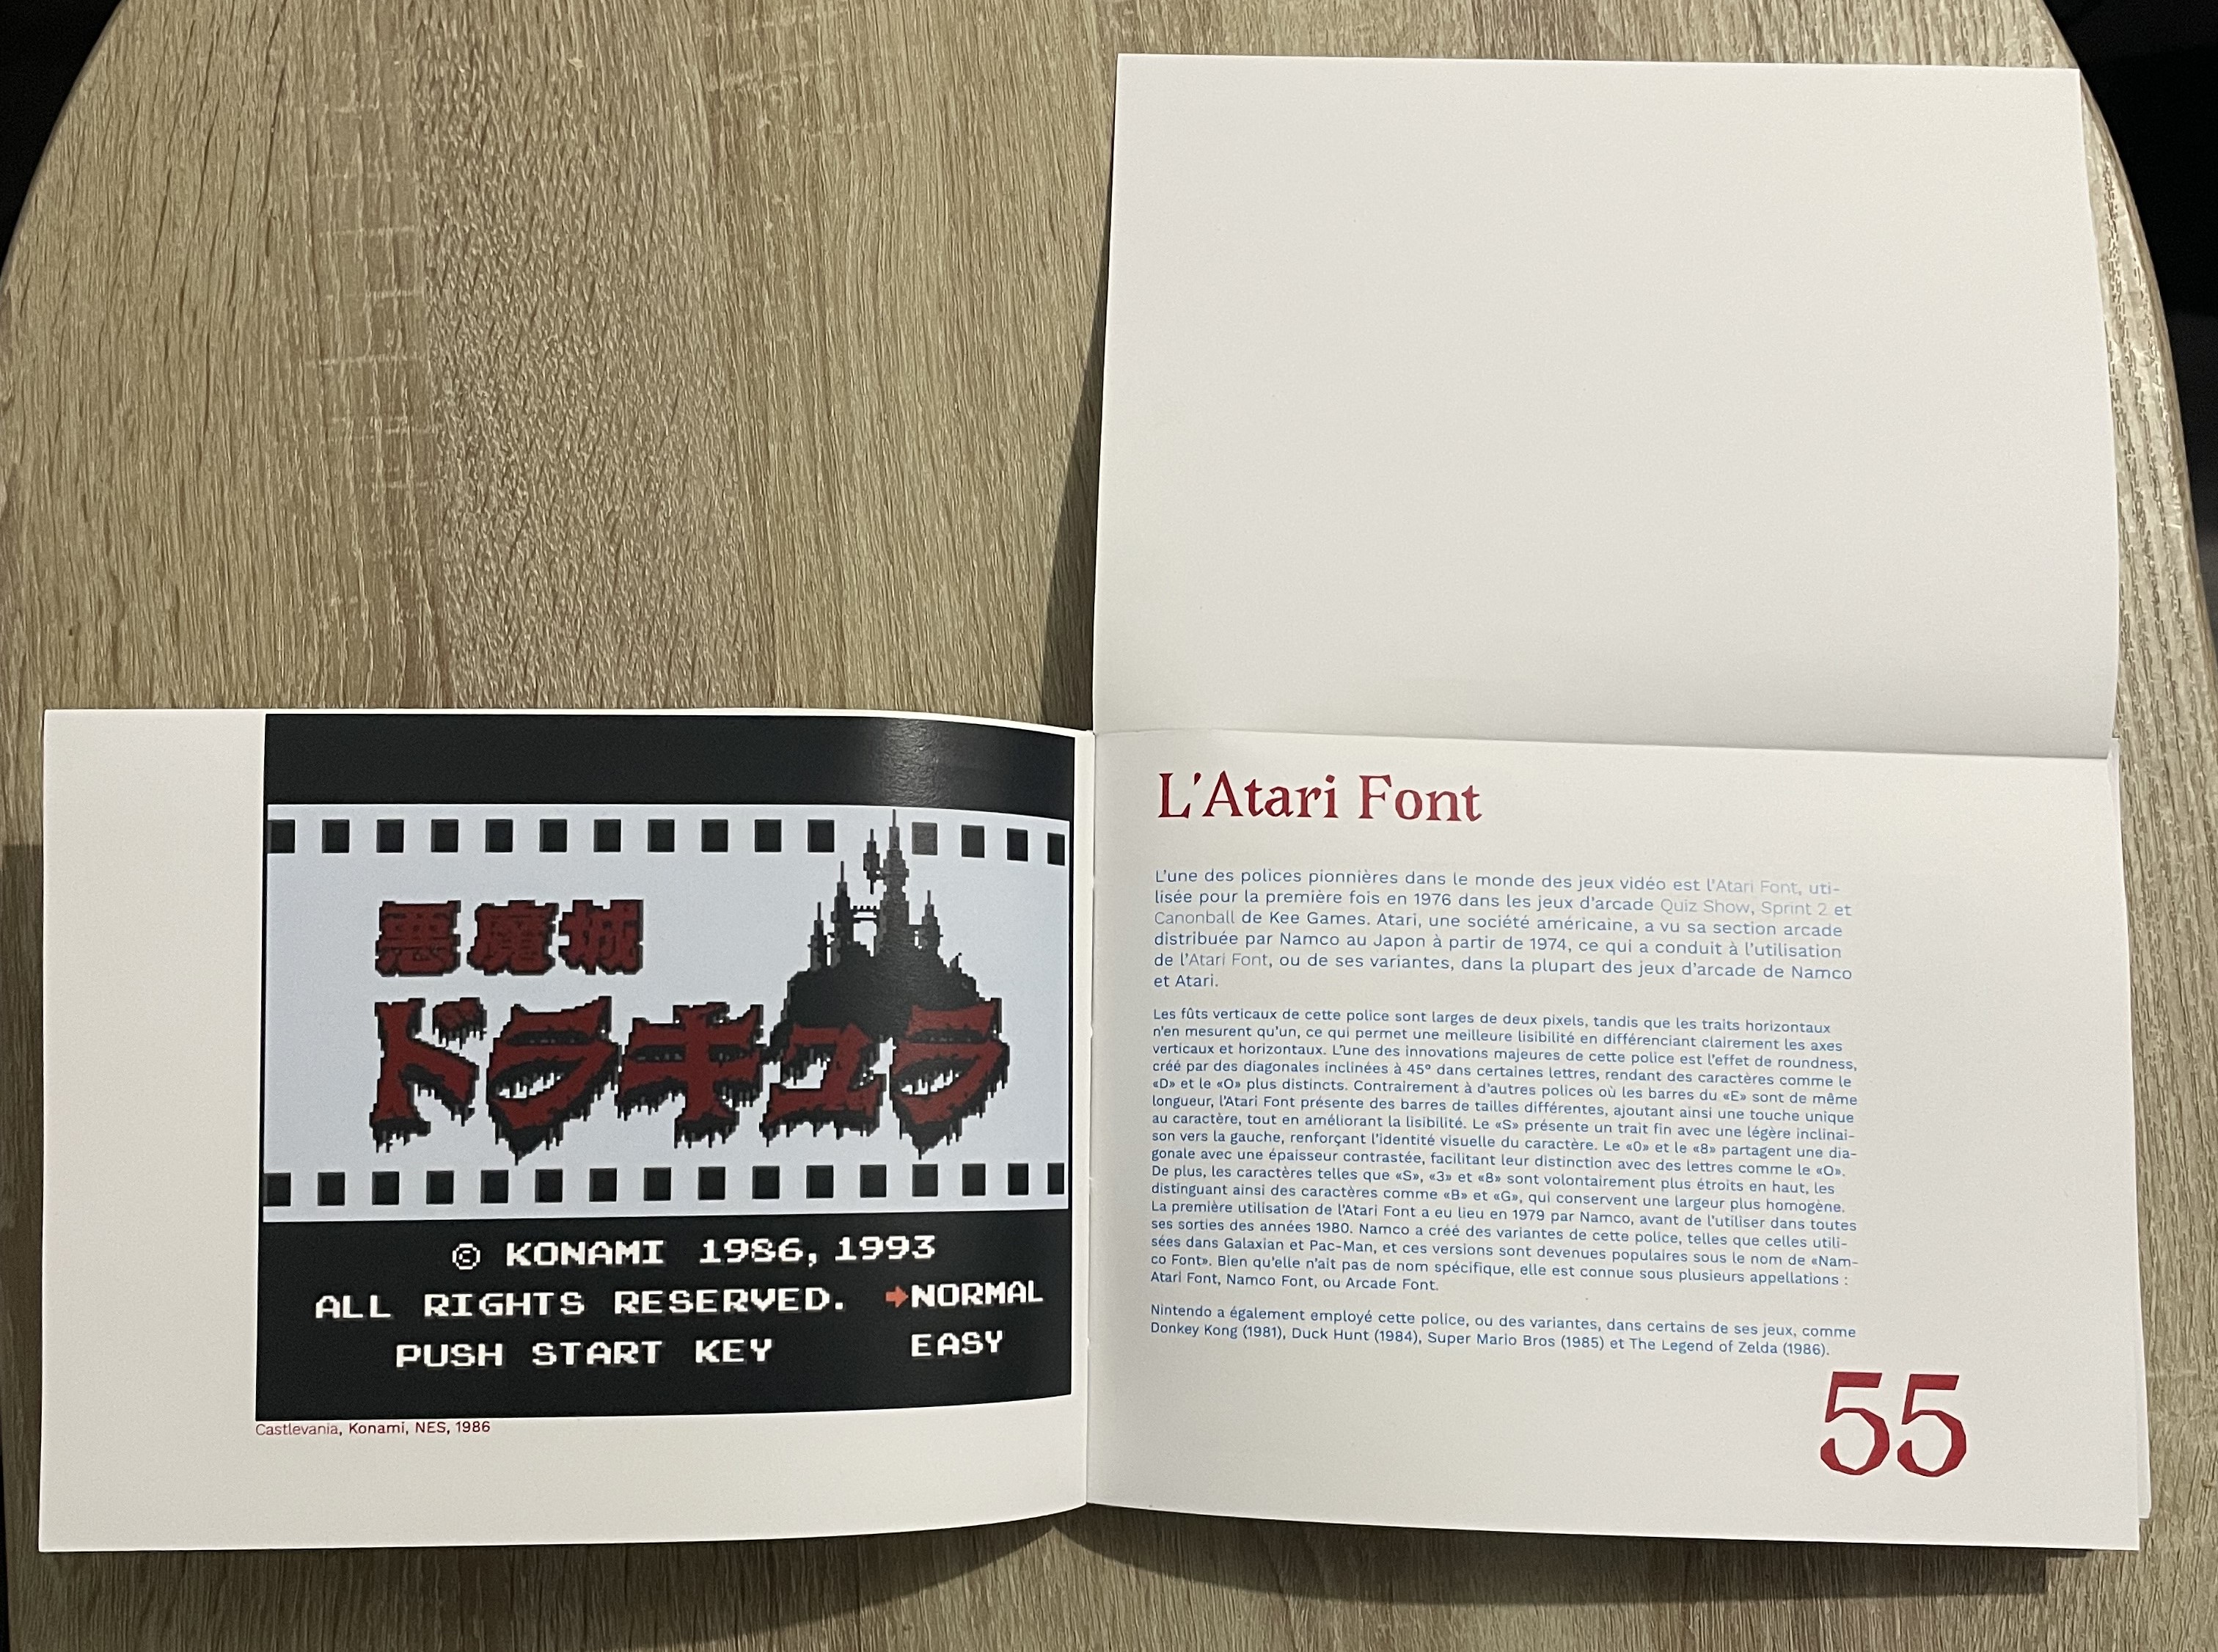 悪魔城
ドラキュラ
© KONAMI 1986, 1993
ALL RIGHTS RESERVED.
➔NORMAL
PUSH START KEY
EASY
Castlevania, Konami, NES, 1986
L'Atari Font
L'une des polices pionnières dans le monde des jeux vidéo est l'Atari Font, uti-
lisée pour la première fois en 1976 dans les jeux d'arcade Quiz Show, Sprint 2 et
Canonball de Kee Games. Atari, une société américaine, a vu sa section arcade
distribuée par Namco au Japon à partir de 1974, ce qui a conduit à l'utilisation
de l'Atari Font, ou de ses variantes, dans la plupart des jeux d'arcade de Namco
et Atari.
Les fûts verticaux de cette police sont larges de deux pixels, tandis que les traits horizontaux
n'en mesurent qu'un, ce qui permet une meilleure lisibilité en différenciant clairement les axes
verticaux et horizontaux. L'une des innovations majeures de cette police est l'effet de roundness,
créé par des diagonales inclinées à 45° dans certaines lettres, rendant des caractères comme le
«D» et le «O» plus distincts. Contrairement à d'autres polices où les barres du «E» sont de même
longueur, l'Atari Font présente des barres de tailles différentes, ajoutant ainsi une touche unique
au caractère, tout en améliorant la lisibilité. Le «S» présente un trait fin avec une légère inclinai-
son vers la gauche, renforçant l'identité visuelle du caractère. Le «0» et le «8» partagent une dia-
gonale avec une épaisseur contrastée, facilitant leur distinction avec des lettres comme le «O».
De plus, les caractères telles que «S», «3» et «8» sont volontairement plus étroits en haut, les
distinguant ainsi des caractères comme «B» et «G», qui conservent une largeur plus homogène.
La première utilisation de l'Atari Font a eu lieu en 1979 par Namco, avant de l'utiliser dans toutes
ses sorties des années 1980. Namco a créé des variantes de cette police, telles que celles utili-
sées dans Galaxian et Pac-Man, et ces versions sont devenues populaires sous le nom de «Nam-
co Font». Bien qu'elle n'ait pas de nom spécifique, elle est connue sous plusieurs appellations :
Atari Font, Namco Font, ou Arcade Font.
Nintendo a également employé cette police, ou des variantes, dans certains de ses jeux, comme
Donkey Kong (1981), Duck Hunt (1984), Super Mario Bros (1985) et The Legend of Zelda (1986).
55